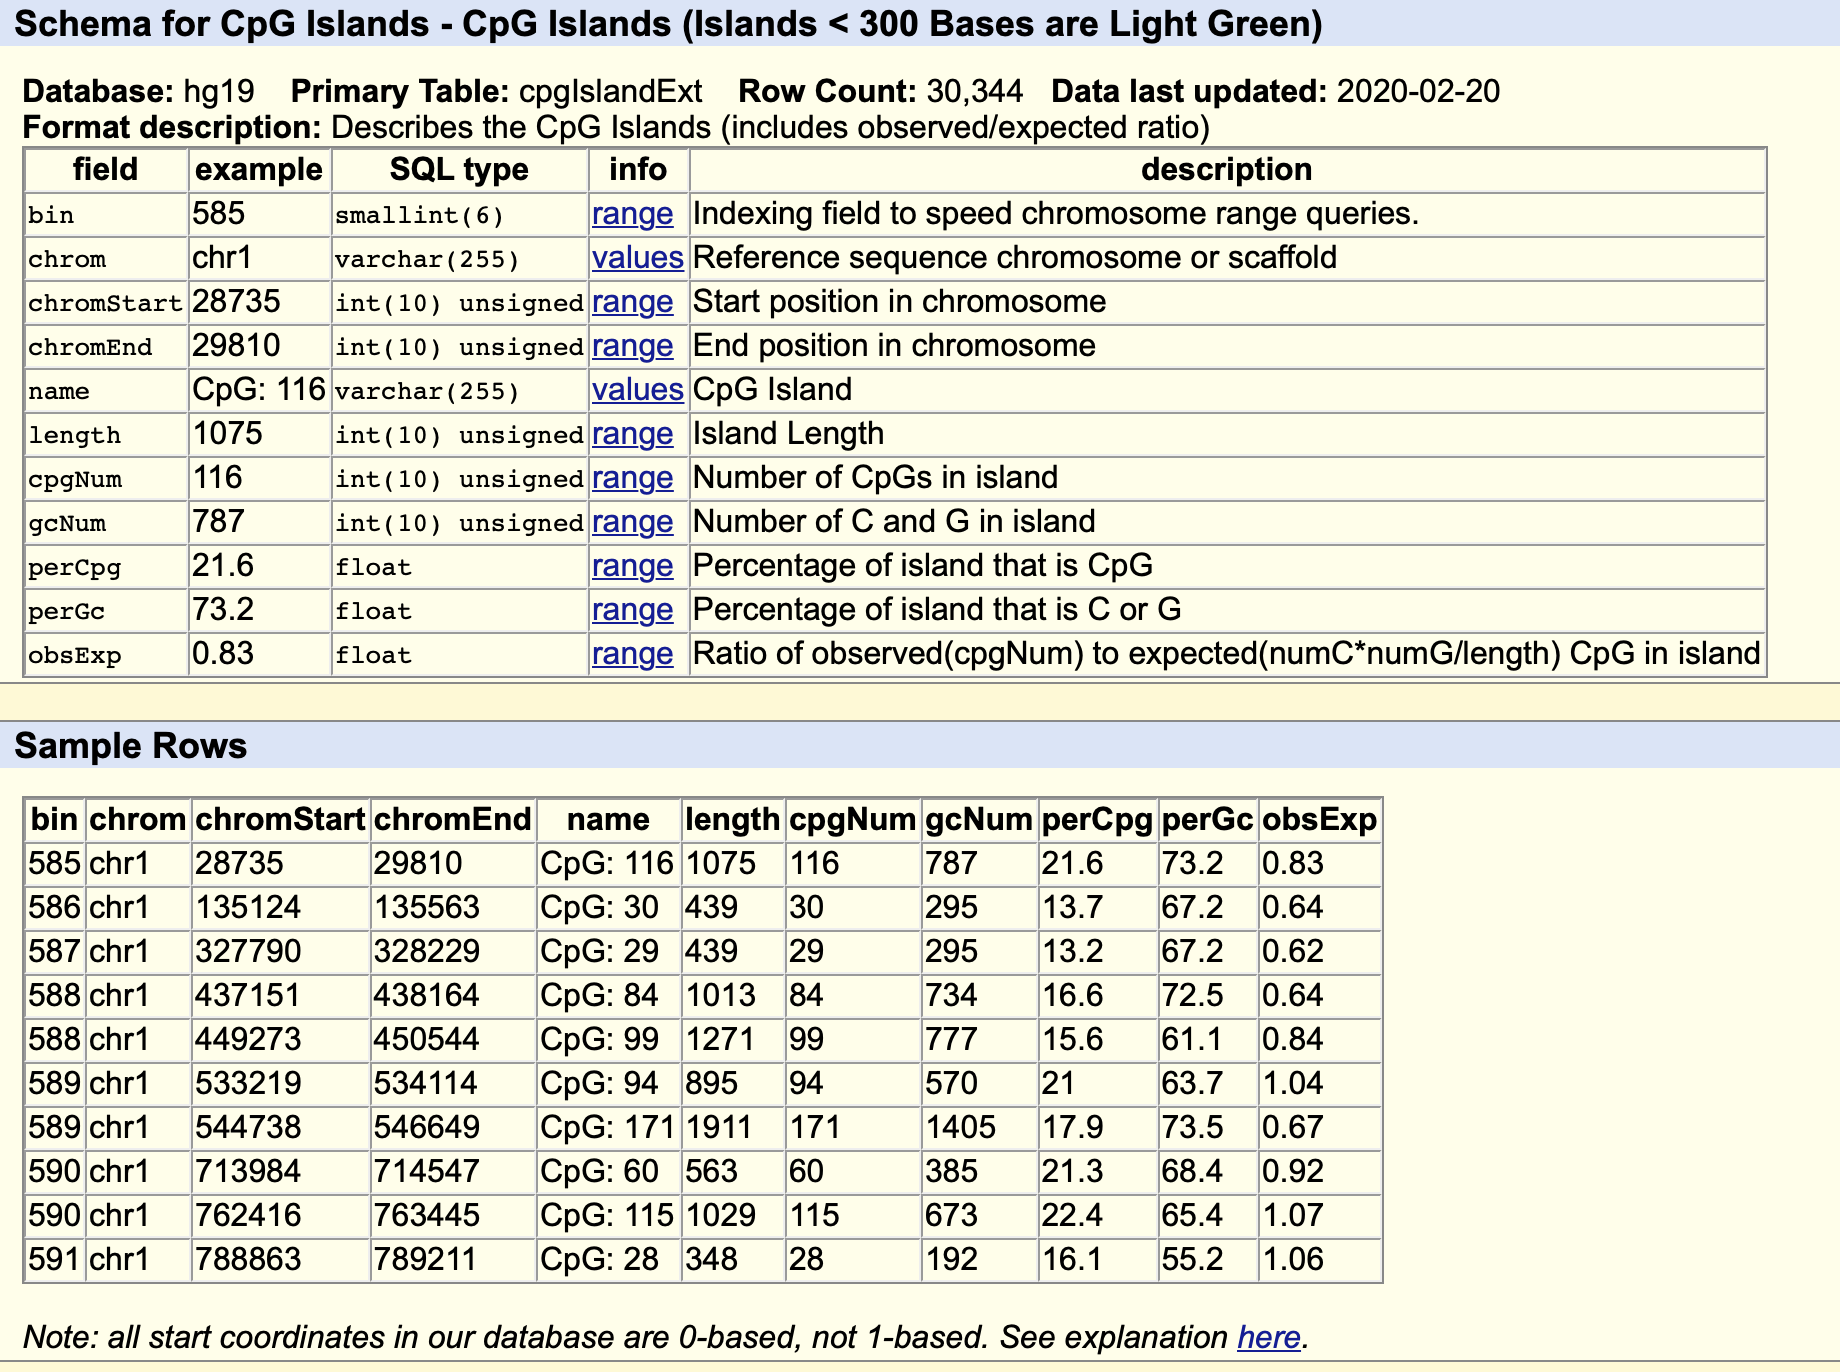 Schema for CpG Islands - CpG Islands (Islands < 300 Bases are Light Green)
Database: hg19 Primary Table: cpgIslandExt Row Count: 30,344 Data last updated: 2020-02-20
Format description: Describes the CpG Islands (includes observed/expected ratio)
field example SQL type info description
bin 585 smallint(6) range Indexing field to speed chromosome range queries.
chrom chr1 varchar(255) values Reference sequence chromosome or scaffold
chromStart 28735 int(10) unsigned range Start position in chromosome
chromEnd 29810 int(10) unsigned range End position in chromosome
name CpG: 116 varchar(255) values CpG Island
length 1075 int(10) unsigned range Island Length
cpgNum 116 int(10) unsigned range Number of CpGs in island
gcNum 787 int(10) unsigned range Number of C and G in island
perCpg 21.6 float range Percentage of island that is CpG
perGc 73.2 float range Percentage of island that is C or G
obsExp 0.83 float range Ratio of observed(cpgNum) to expected(numC*numG/length) CpG in island
Sample Rows
bin chrom chromStart chromEnd name length cpgNum gcNum perCpg perGc obsExp
585 chr1 28735 29810 CpG: 116 1075 116 787 21.6 73.2 0.83
586 chr1 135124 135563 CpG: 30 439 30 295 13.7 67.2 0.64
587 chr1 327790 328229 CpG: 29 439 29 295 13.2 67.2 0.62
588 chr1 437151 438164 CpG: 84 1013 84 734 16.6 72.5 0.64
588 chr1 449273 450544 CpG: 99 1271 99 777 15.6 61.1 0.84
589 chr1 533219 534114 CpG: 94 895 94 570 21 63.7 1.04
589 chr1 544738 546649 CpG: 171 1911 171 1405 17.9 73.5 0.67
590 chr1 713984 714547 CpG: 60 563 60 385 21.3 68.4 0.92
590 chr1 762416 763445 CpG: 115 1029 115 673 22.4 65.4 1.07
591 chr1 788863 789211 CpG: 28 348 28 192 16.1 55.2 1.06
Note: all start coordinates in our database are 0-based, not 1-based. See explanation here.